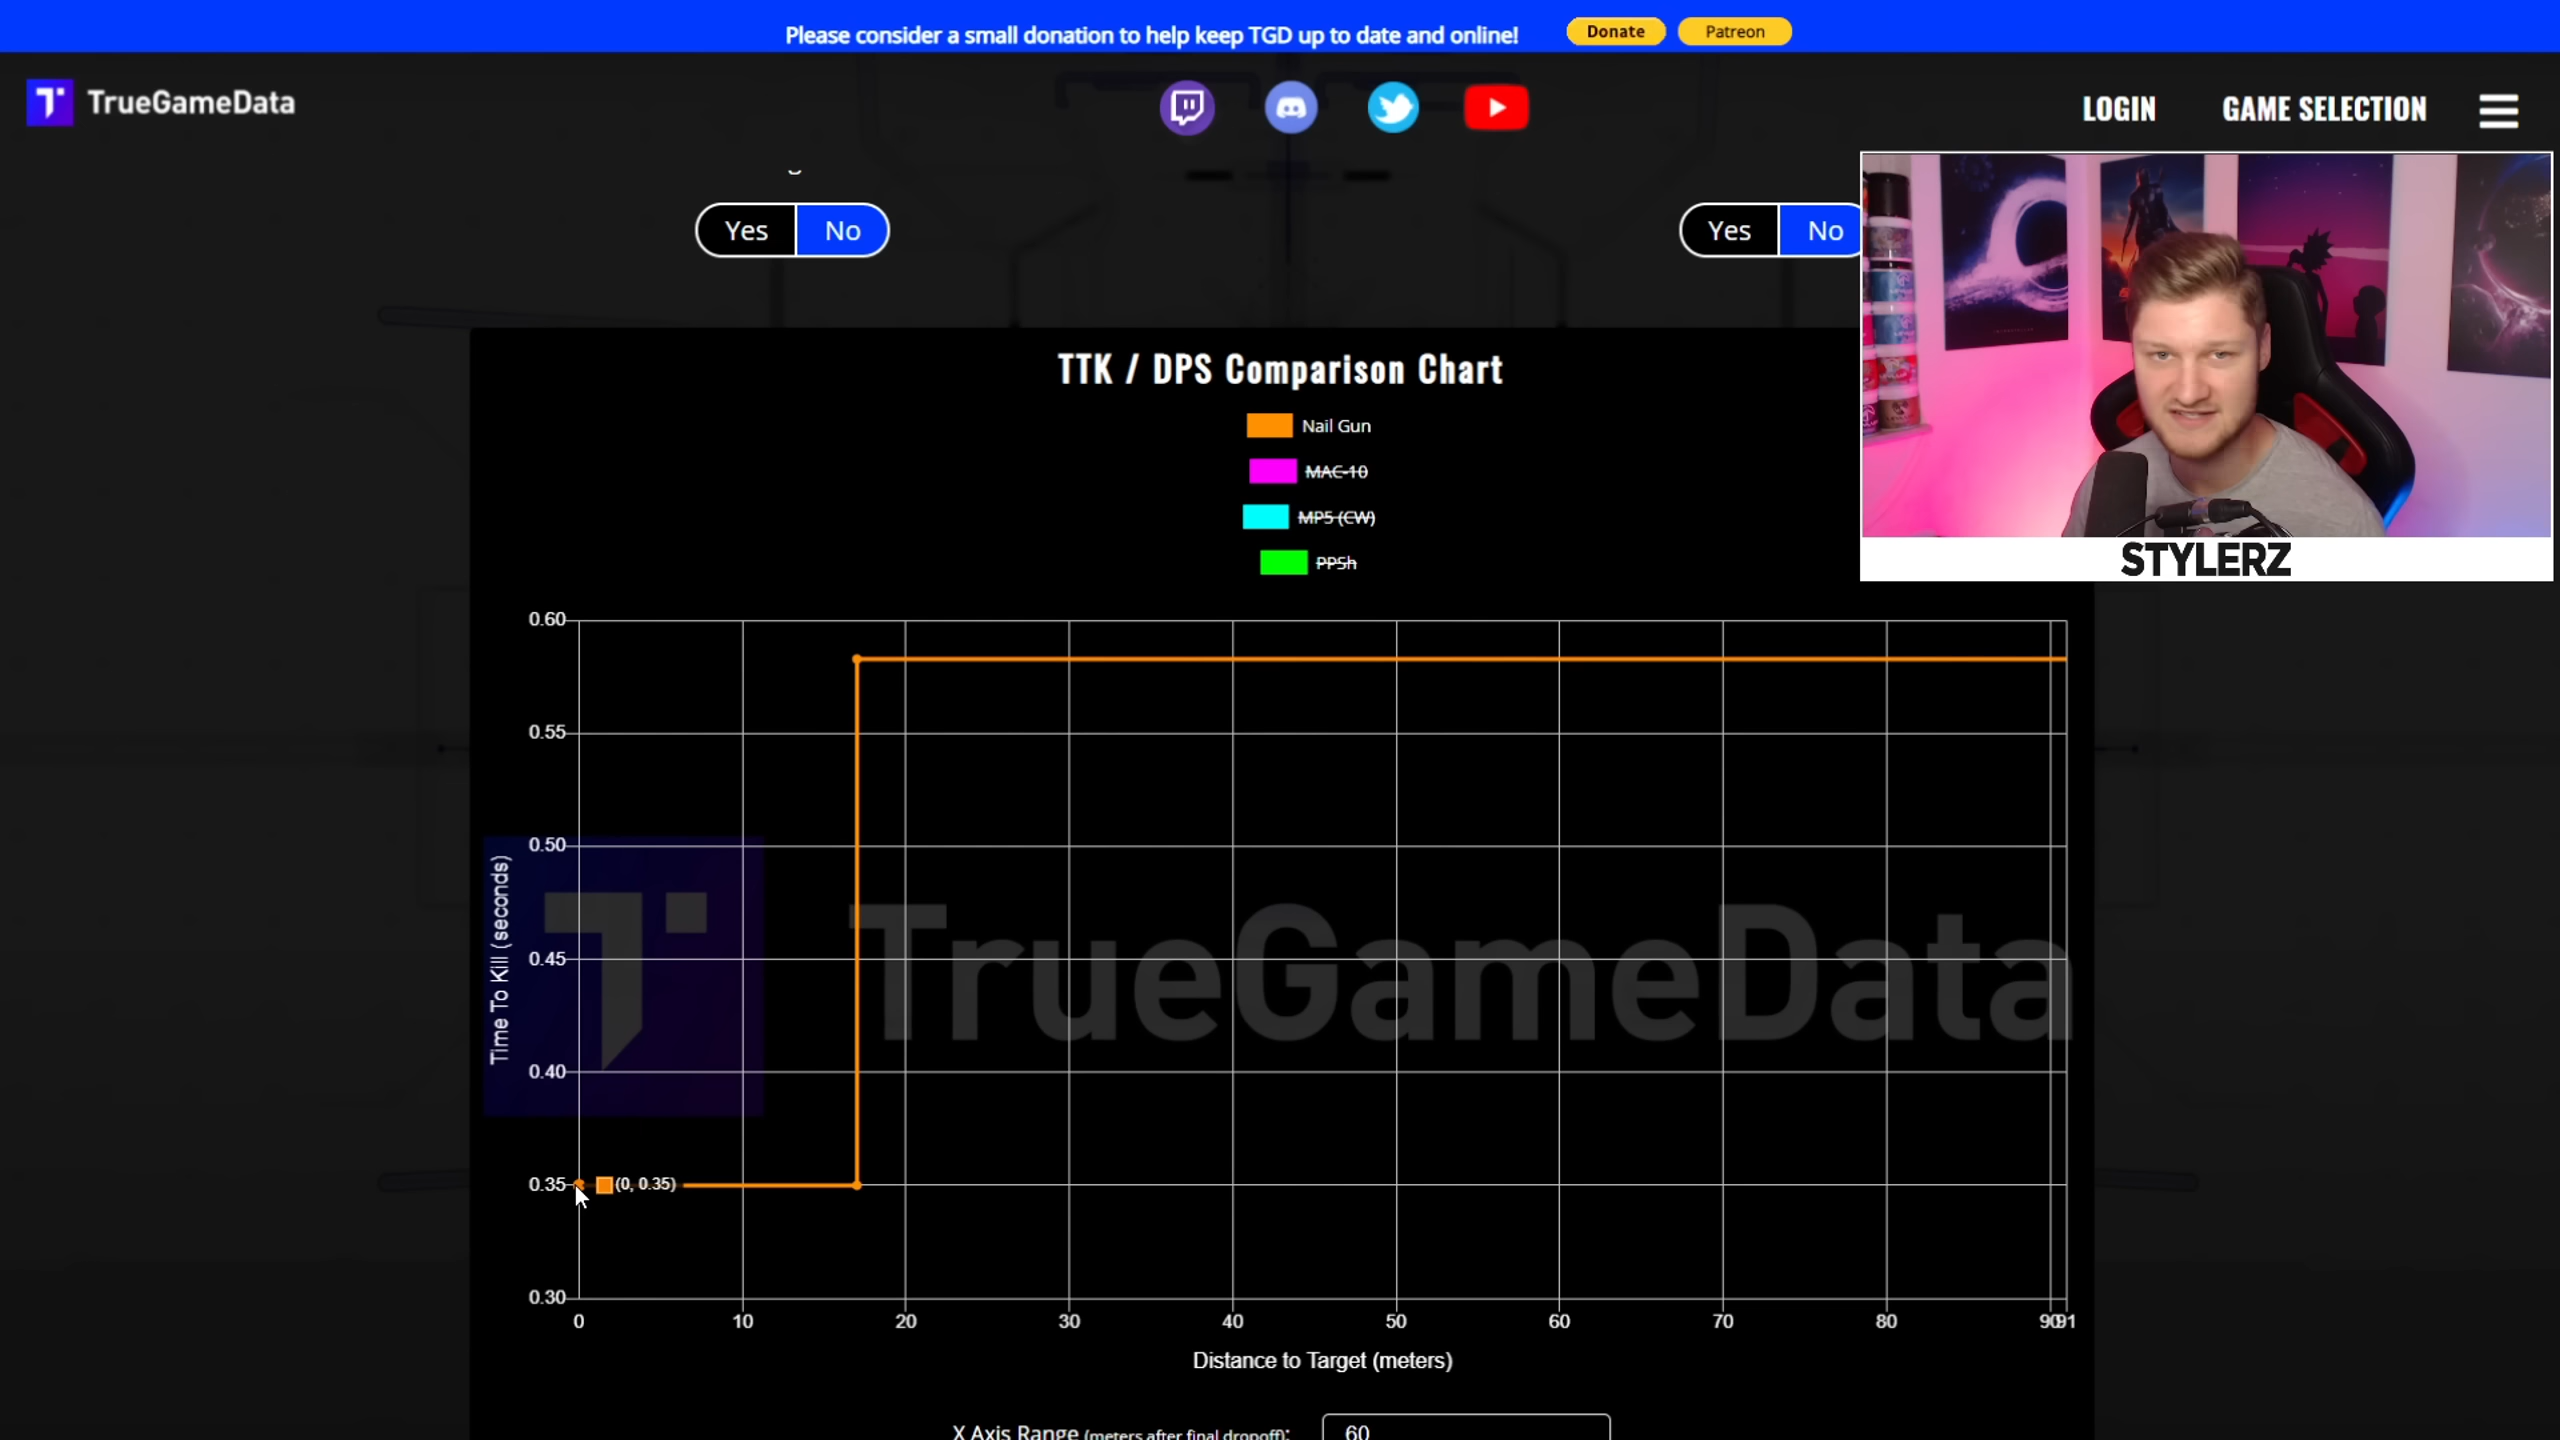 Please consider a small donation to help keep TGD up to date and online!
Donate
Patreon
TrueGameData
LOGIN
GAME SELECTION
Yes
No
Yes
No
STYLERZ
TTK / DPS Comparison Chart
Nail Gun
MAC-10
MP5 (CW)
PPSh
0.60
0.55
0.50
0.45
0.40
0.35
0.30
Time To Kill (seconds)
TrueGameData
(0, 0.35)
0
10
20
30
40
50
60
70
80
90
91
Distance to Target (meters)
X Axis Range (meters after final dropoff):
60